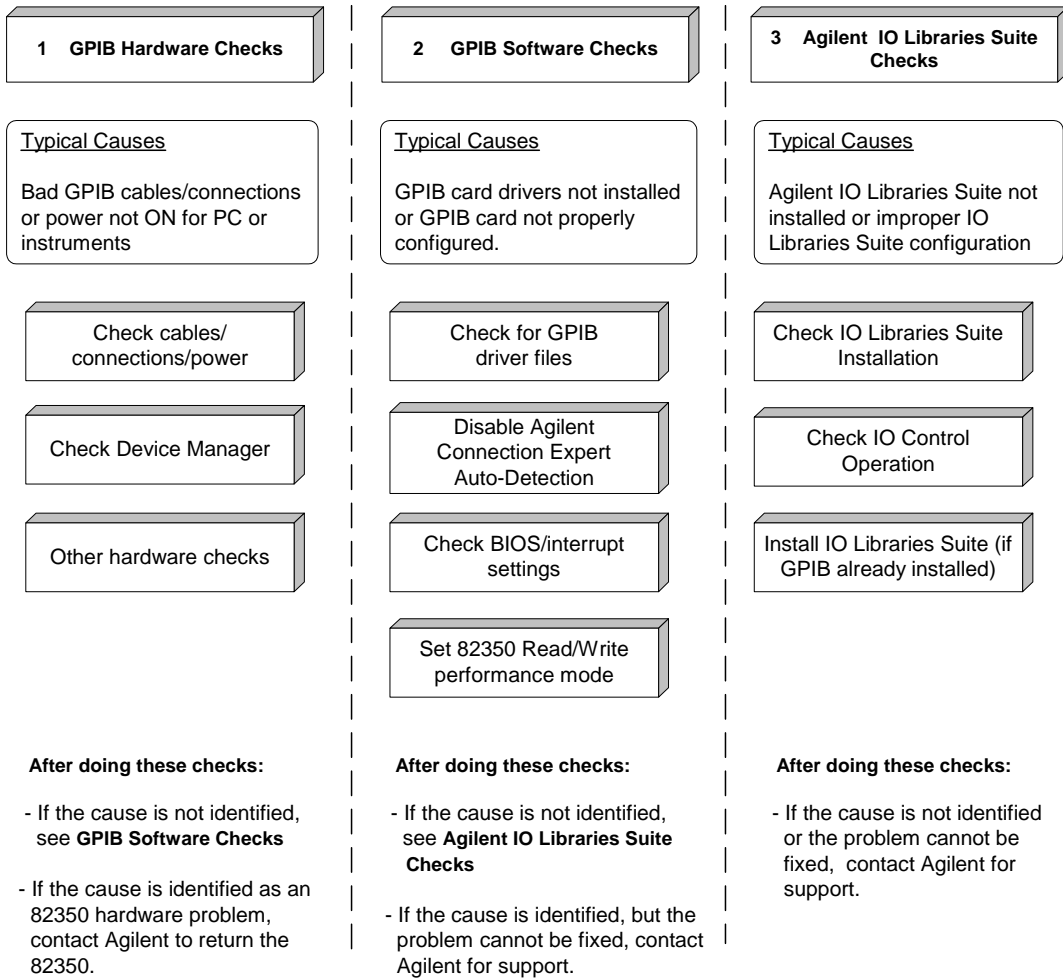 1 GPIB Hardware Checks
Typical Causes
Bad GPIB cables/connections
or power not ON for PC or
instruments
Check cables/
connections/power
Check Device Manager
Other hardware checks
After doing these checks:
- If the cause is not identified,
see GPIB Software Checks
- If the cause is identified as an
82350 hardware problem,
contact Agilent to return the
82350.
2 GPIB Software Checks
Typical Causes
GPIB card drivers not installed
or GPIB card not properly
configured.
Check for GPIB
driver files
Disable Agilent
Connection Expert
Auto-Detection
Check BIOS/interrupt
settings
Set 82350 Read/Write
performance mode
After doing these checks:
- If the cause is not identified,
see Agilent IO Libraries Suite
Checks
- If the cause is identified, but the
problem cannot be fixed, contact
Agilent for support.
3 Agilent IO Libraries Suite
Checks
Typical Causes
Agilent IO Libraries Suite not
installed or improper IO
Libraries Suite configuration
Check IO Libraries Suite
Installation
Check IO Control
Operation
Install IO Libraries Suite (if
GPIB already installed)
After doing these checks:
- If the cause is not identified
or the problem cannot be
fixed, contact Agilent for
support.